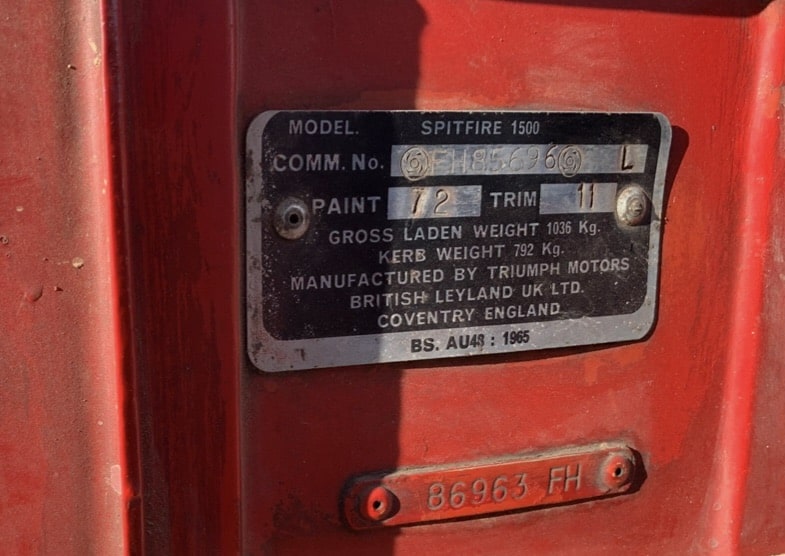 MODEL. SPITFIRE 1500
COMM. No. FH85696 L
PAINT 72 TRIM 11
GROSS LADEN WEIGHT 1036 Kg.
KERB WEIGHT 792 Kg.
MANUFACTURED BY TRIUMPH MOTORS
BRITISH LEYLAND UK LTD.
COVENTRY ENGLAND
BS. AU48 : 1965
86963 FH